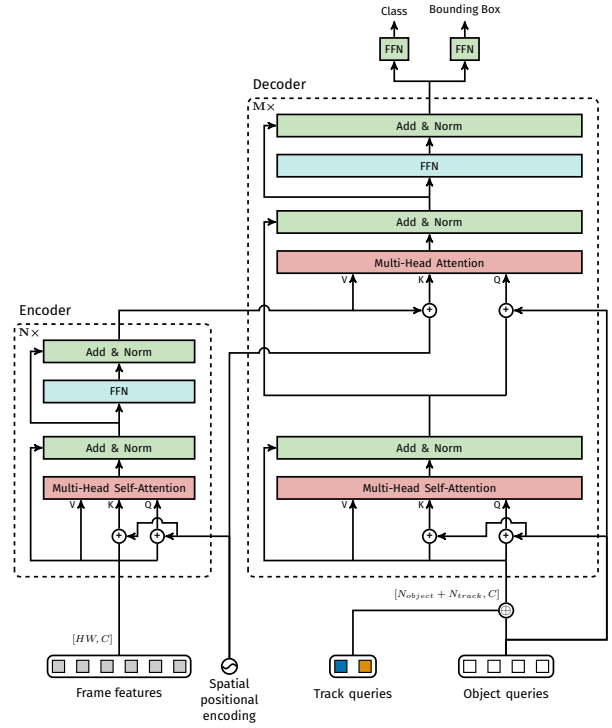 Class
Bounding Box
FFN
FFN
Decoder
M×
Add & Norm
FFN
Add & Norm
Multi-Head Attention
V
K
Q
+
+
Encoder
N×
Add & Norm
FFN
Add & Norm
Multi-Head Self-Attention
V
K
Q
+
+
Add & Norm
Multi-Head Self-Attention
V
K
Q
+
+
[N_object + N_track, C]
[HW, C]
Frame features
Spatial
positional
encoding
Track queries
Object queries